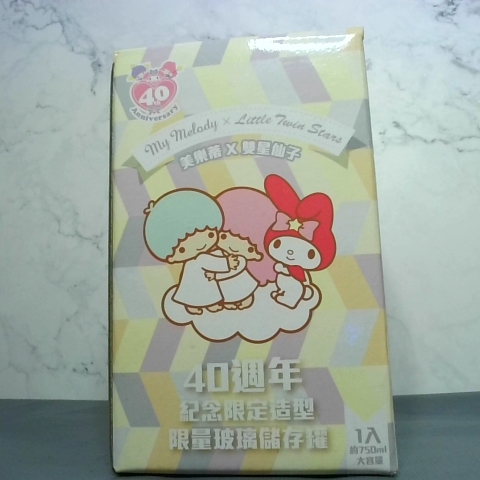 40
Anniversary
My Melody × Little Twin Stars
美樂蒂 X 雙星仙子
40週年
紀念限定造型
限量玻璃儲存罐
1入
約750ml
大容量